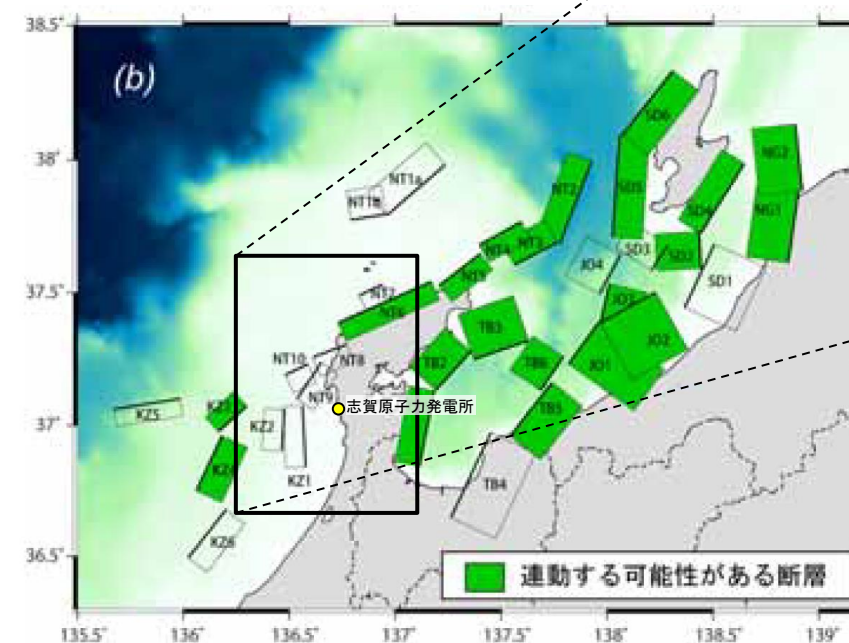 38.5°
(b)
SD6
38°
NG2
NT1a
NT1b
NT2
SD5
SD4
NG1
NT4
NT3
SD3
SD2
JO4
SD1
NT5
37.5°
NT6
JO3
TB3
JO2
NT10
NT8
TB2
TB6
JO1
NT9
KZ5
KZ2
志賀原子力発電所
37°
TB5
KZ4
KZ1
TB4
KZ6
36.5°
連動する可能性がある断層
135.5°
136°
136.5°
137°
137.5°
138°
138.5°
139°